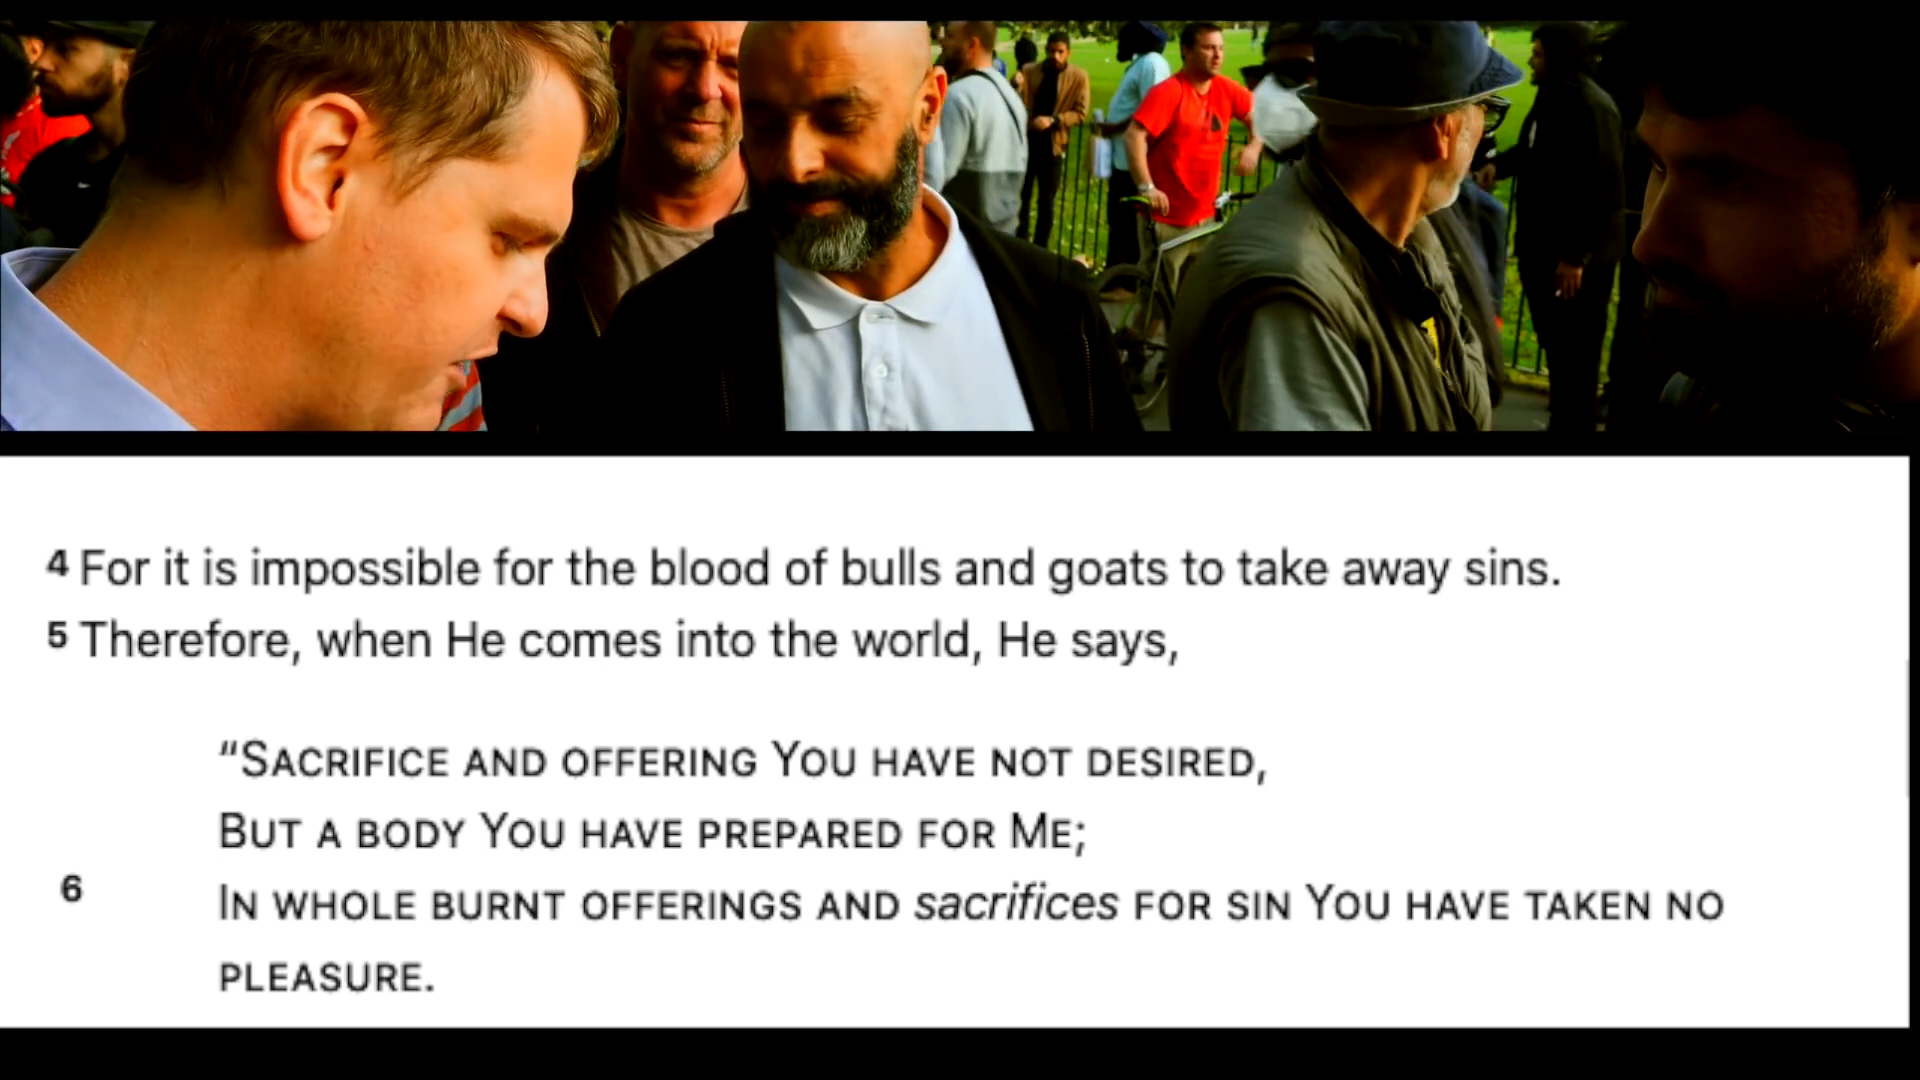 4 For it is impossible for the blood of bulls and goats to take away sins.
5 Therefore, when He comes into the world, He says,
“SACRIFICE AND OFFERING YOU HAVE NOT DESIRED,
BUT A BODY YOU HAVE PREPARED FOR ME;
6 IN WHOLE BURNT OFFERINGS AND sacrifices FOR SIN YOU HAVE TAKEN NO
PLEASURE.